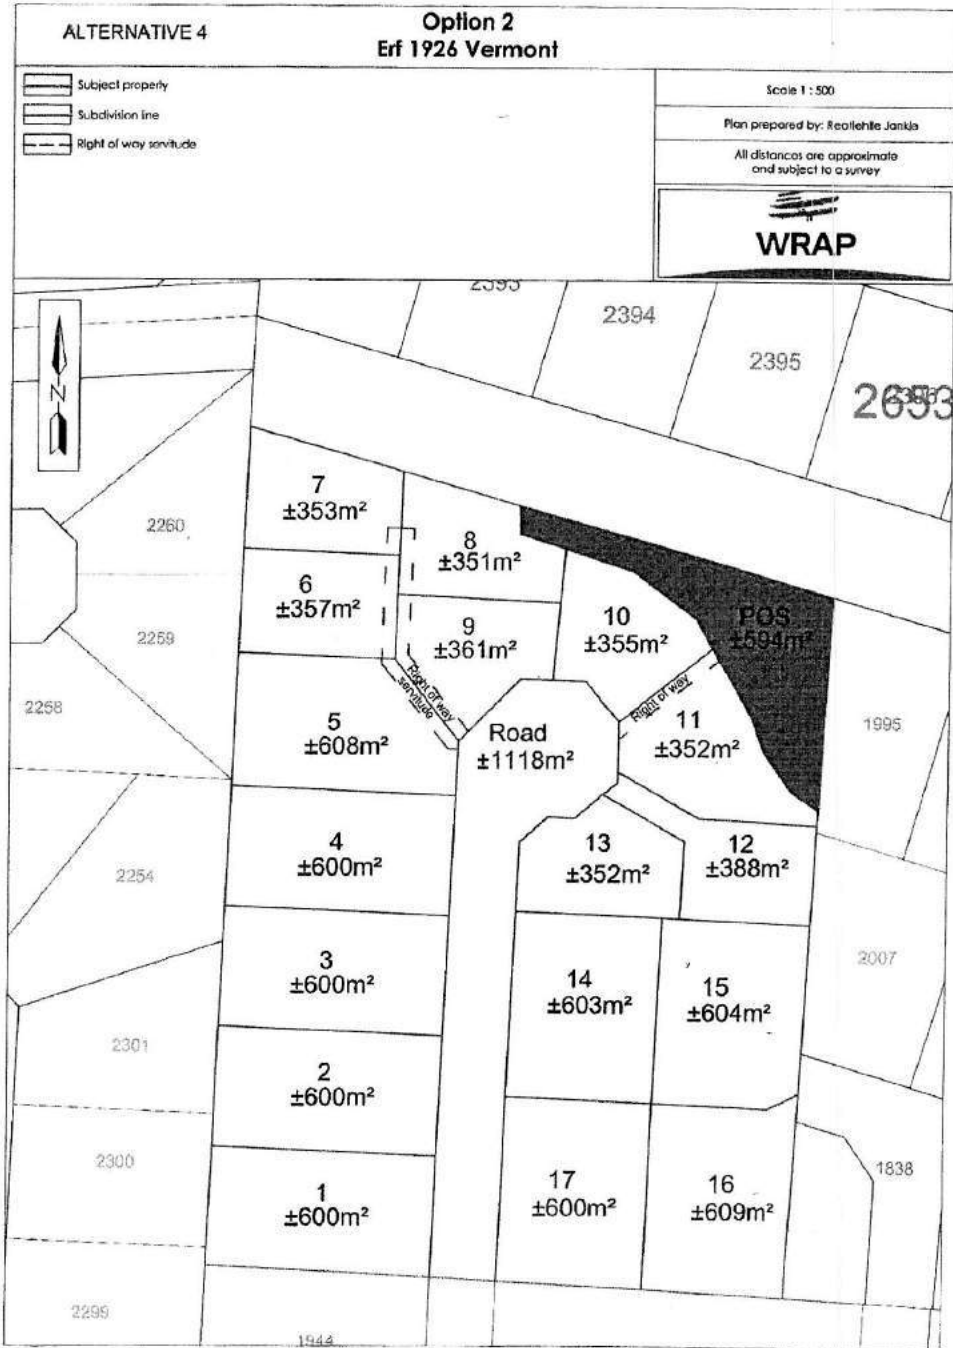 ALTERNATIVE 4
Option 2
Erf 1926 Vermont
Subject property
Subdivision line
Right of way servitude
Scale 1 : 500
Plan prepared by: Reatlehile Jankie
All distances are approximate
and subject to a survey
WRAP
N
2393
2394
2395
2653
2260
2259
2258
2254
2301
2300
2299
1944
1995
2007
1838
7
±353m²
8
±351m²
6
±357m²
9
±361m²
10
±355m²
POS
±594m²
Right of way
servitude
Right of way
5
±608m²
Road
±1118m²
11
±352m²
4
±600m²
13
±352m²
12
±388m²
3
±600m²
14
±603m²
15
±604m²
2
±600m²
1
±600m²
17
±600m²
16
±609m²